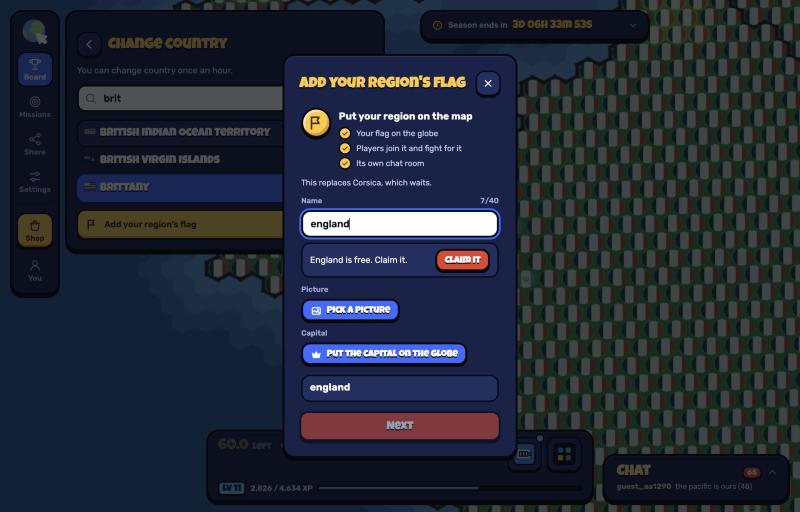 Board
Missions
Share
Settings
Shop
You
CHANGE COUNTRY
You can change country once an hour.
brit
BRITISH INDIAN OCEAN TERRITORY
BRITISH VIRGIN ISLANDS
BRITTANY
Add your region's flag
Season ends in 3D 06H 33M 53S
ADD YOUR REGION'S FLAG
Put your region on the map
Your flag on the globe
Players join it and fight for it
Its own chat room
This replaces Corsica, which waits.
Name 7/40
england
England is free. Claim it.
CLAIM IT
Picture
PICK A PICTURE
Capital
PUT THE CAPITAL ON THE GLOBE
england
NEXT
60.0 LEFT
LV 11 2.826 / 4.634 XP
CHAT 65
guest_aa1290 the pacific is ours (46)